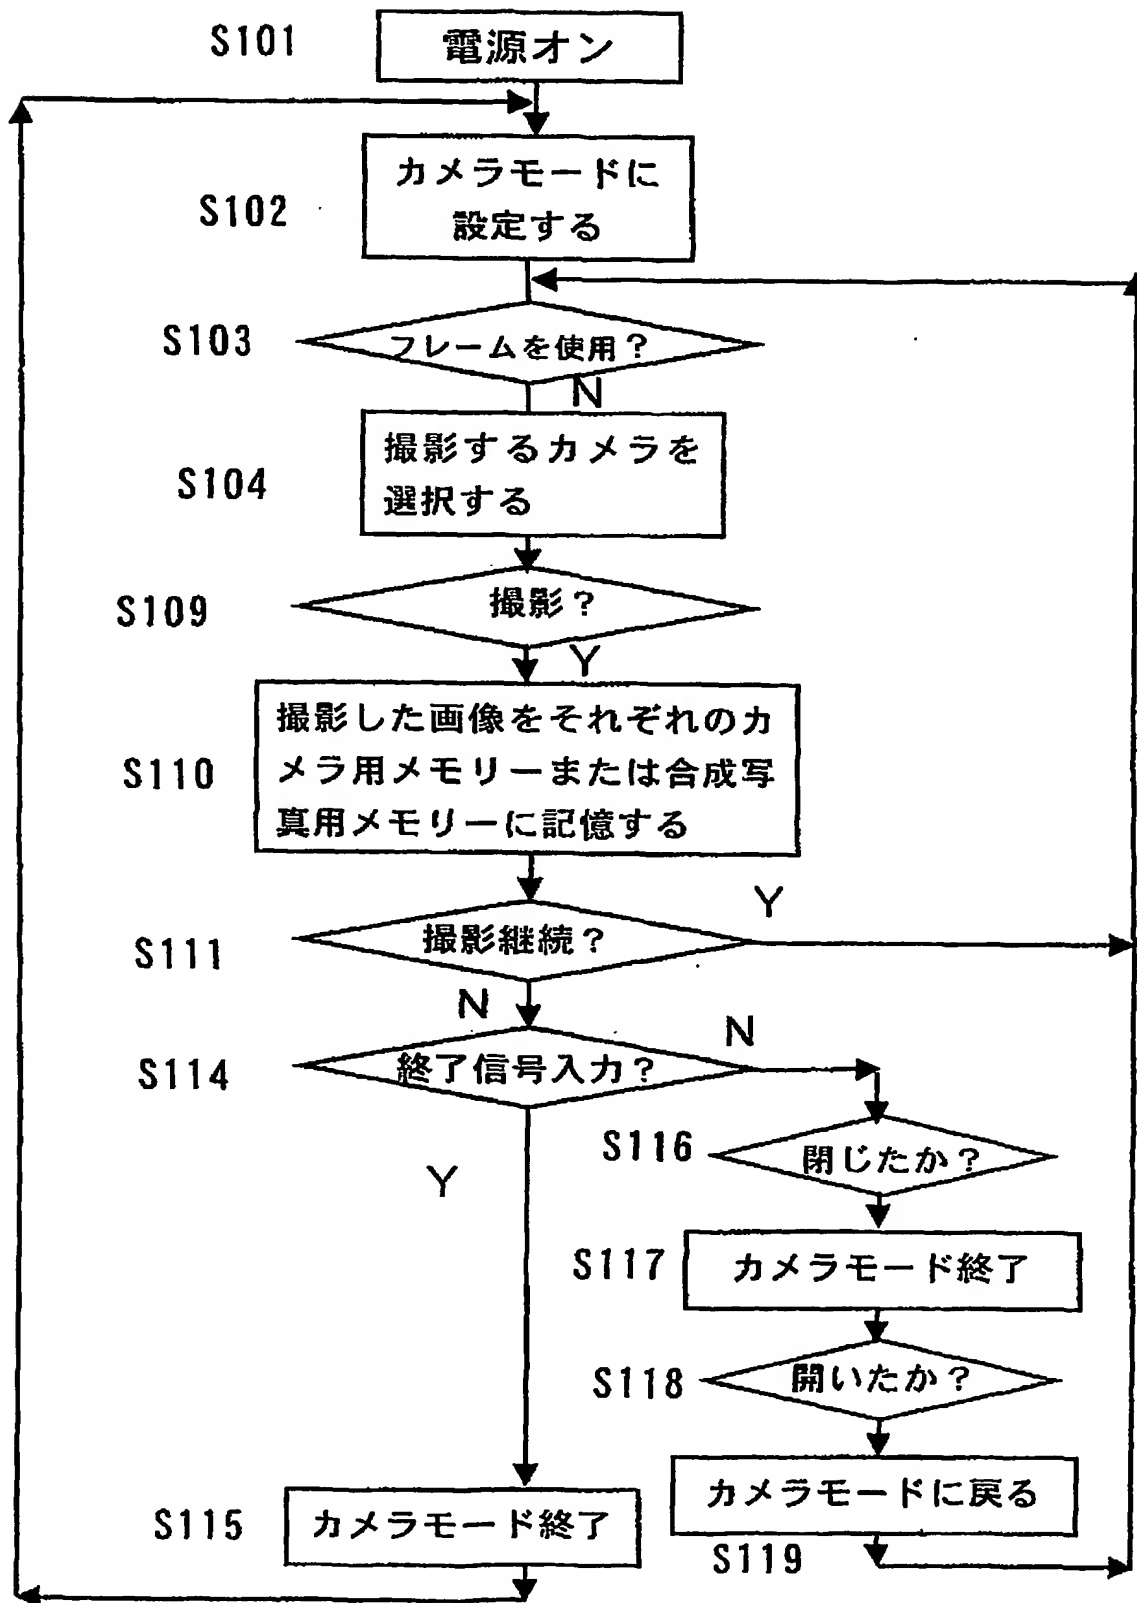 S101
電源オン
S102
カメラモードに
設定する
S103
フレームを使用?
N
S104
撮影するカメラを
選択する
S109
撮影?
Y
S110
撮影した画像をそれぞれのカ
メラ用メモリーまたは合成写
真用メモリーに記憶する
S111
撮影継続?
Y
N
S114
終了信号入力?
N
Y
S116
閉じたか?
S117
カメラモード終了
S118
開いたか?
カメラモードに戻る
S119
S115
カメラモード終了